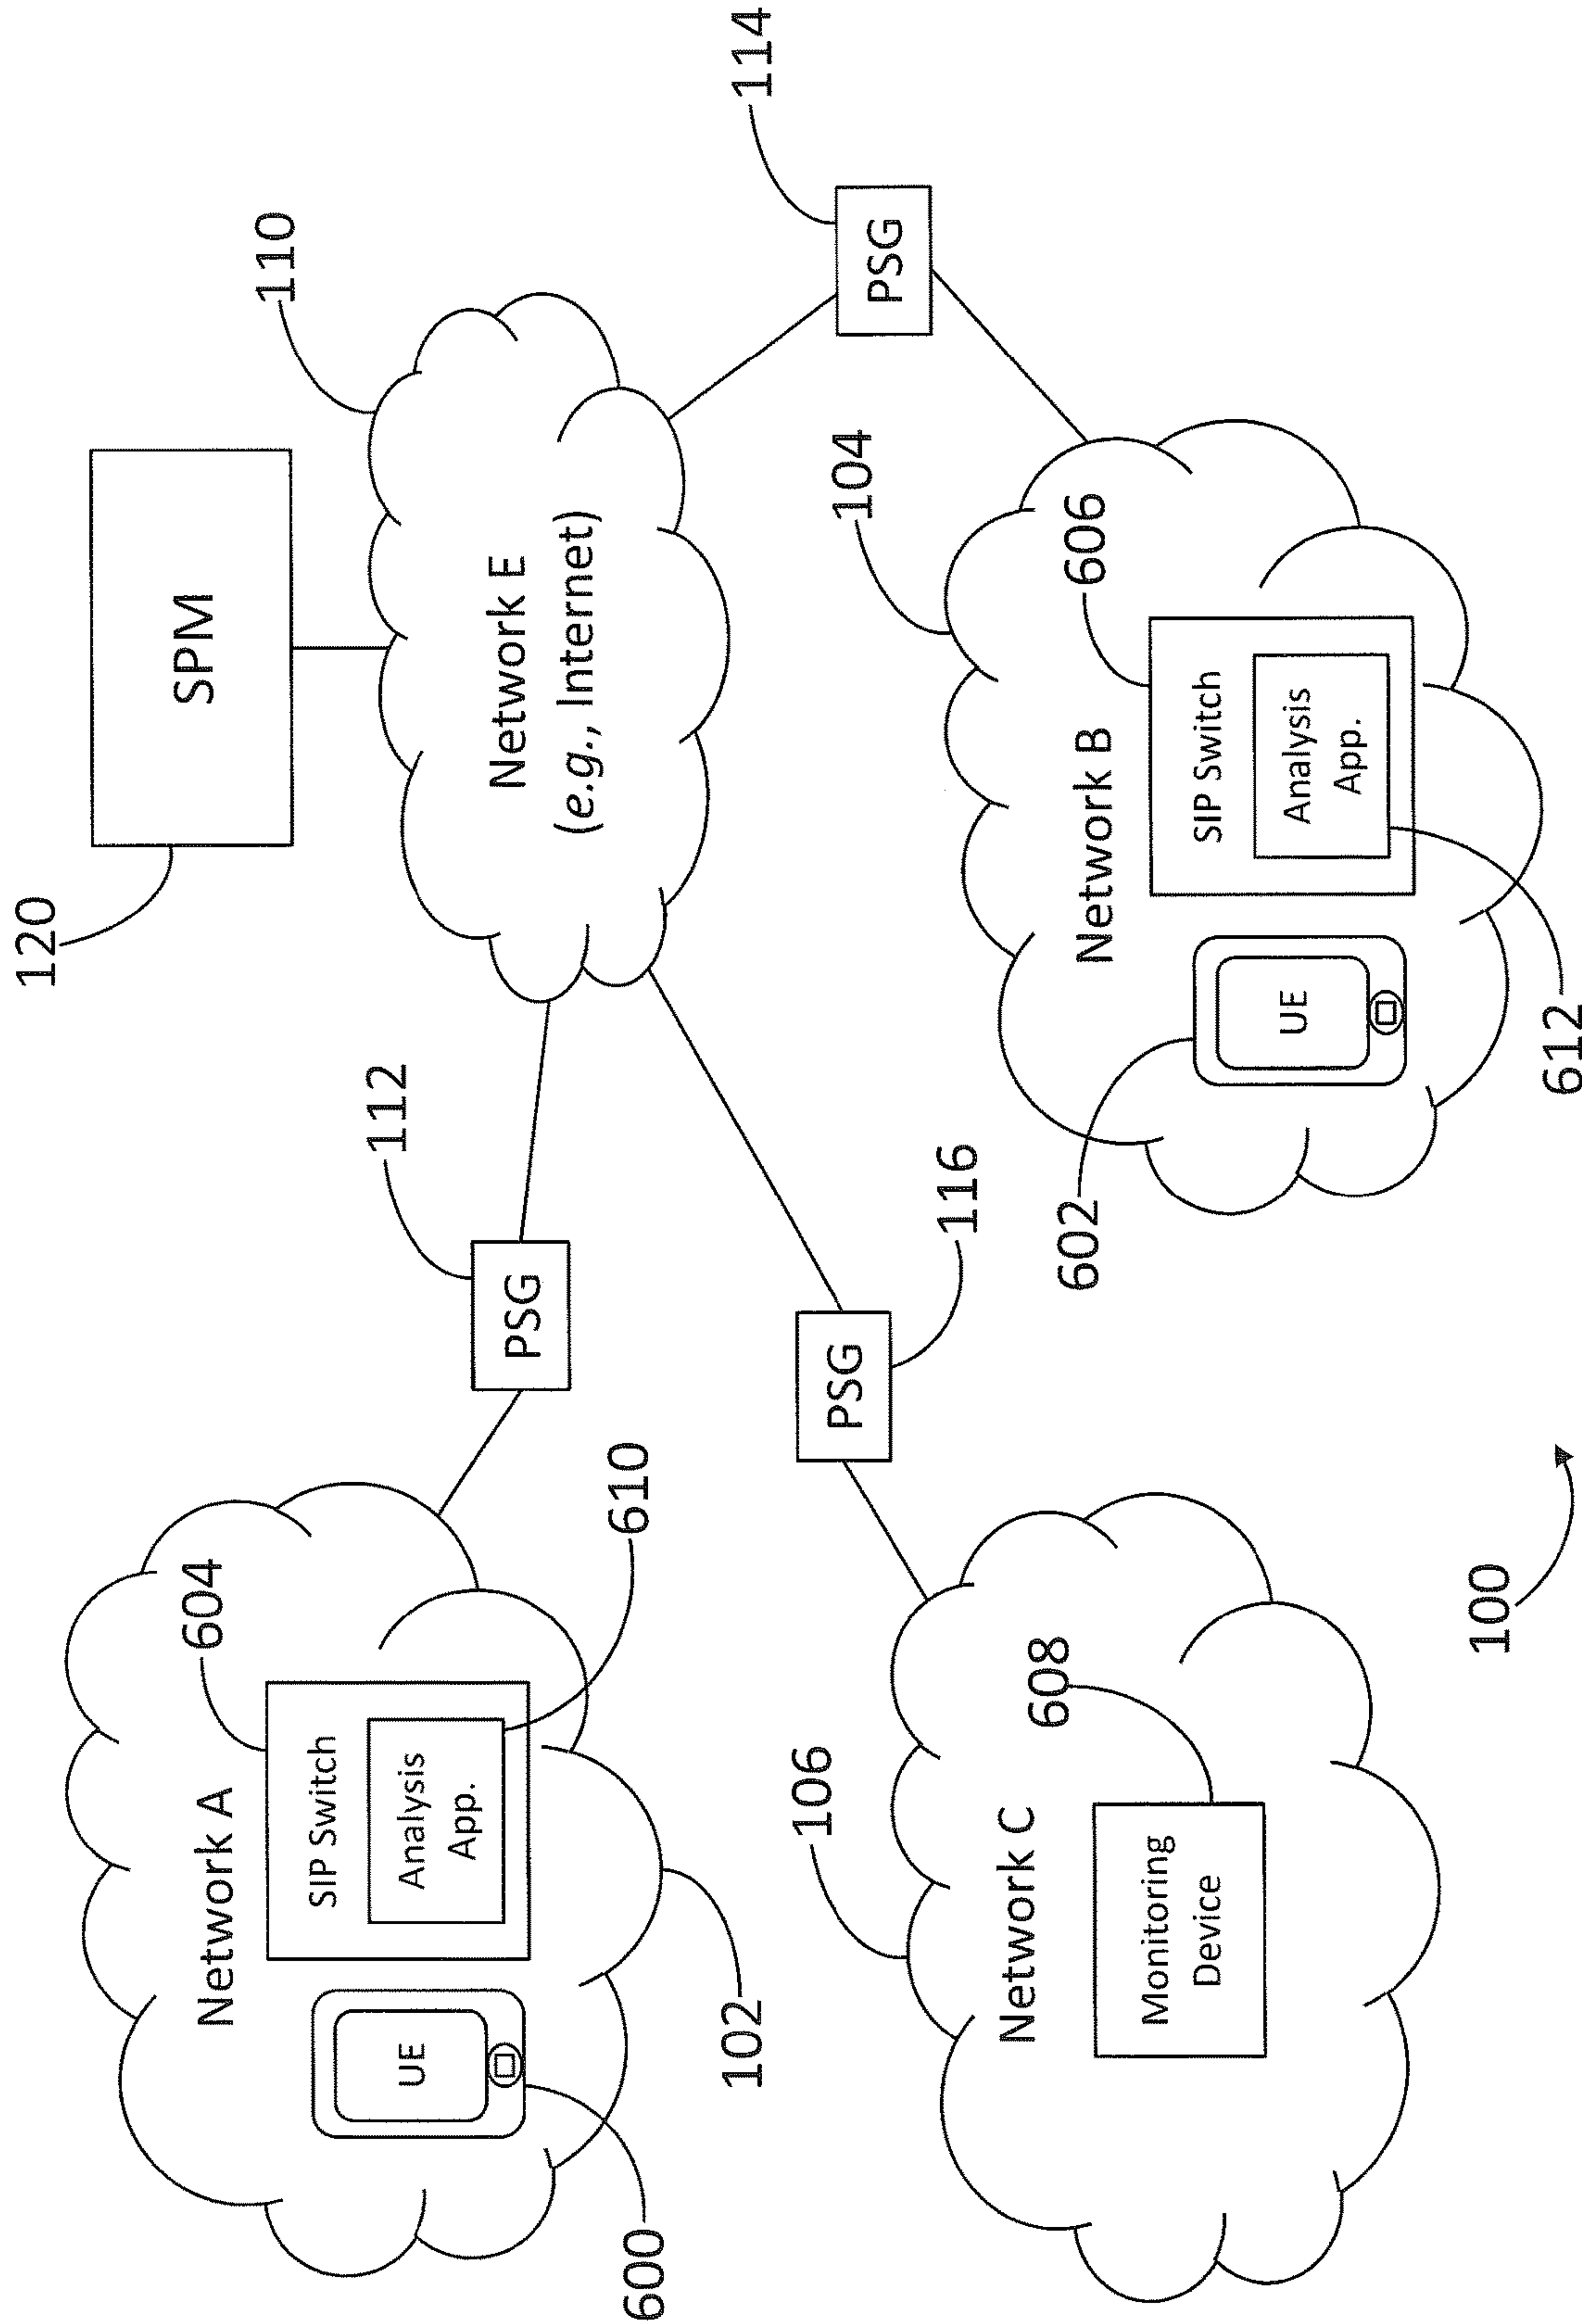 120
SPM
110
Network E
(e.g., Internet)
114
PSG
112
PSG
Network A
604
SIP Switch
Analysis
App.
610
UE
600
102
PSG
116
104
Network B
606
SIP Switch
Analysis
App.
612
UE
602
106
Network C
608
Monitoring
Device
100